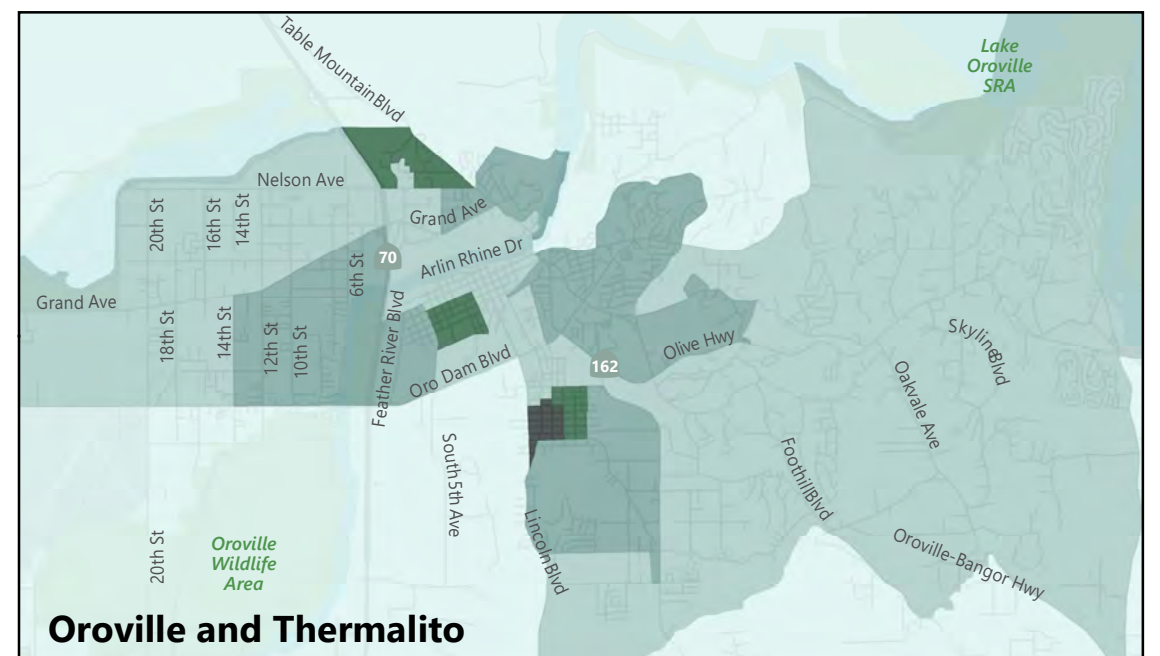 Table Mountain Blvd
Lake
Oroville
SRA
Nelson Ave
20th St
16th St
14th St
Grand Ave
Arlin Rhine Dr
6th St
70
Grand Ave
18th St
14th St
12th St
10th St
Feather River Blvd
Oro Dam Blvd
162
Olive Hwy
Skyline Blvd
Oakvale Ave
South 5th Ave
Foothill Blvd
Lincoln Blvd
Oroville-Bangor Hwy
20th St
Oroville
Wildlife
Area
Oroville and Thermalito